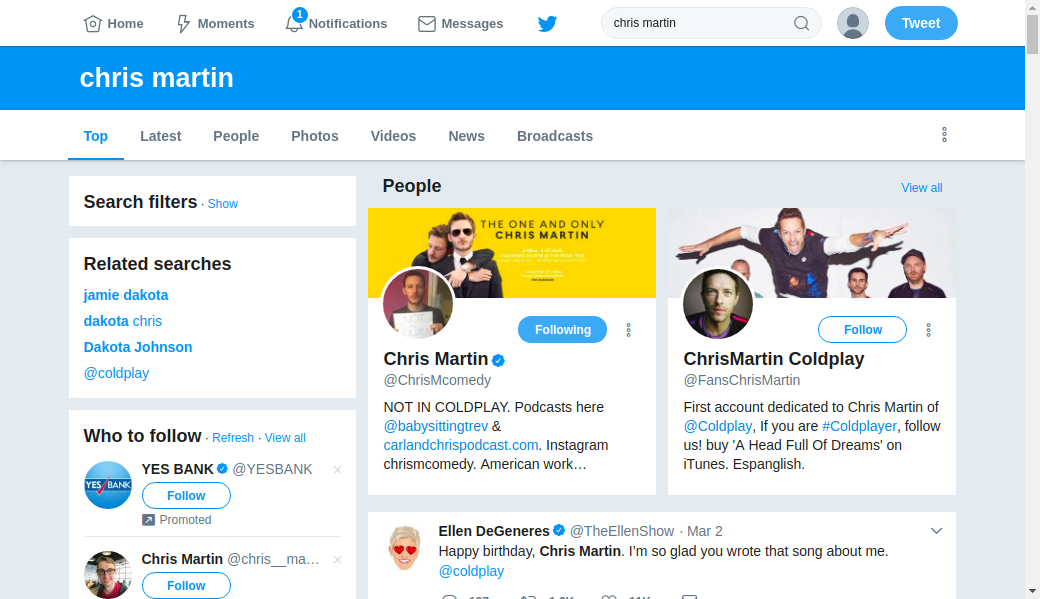 Home
Moments
1
Notifications
Messages
chris martin
Tweet
chris martin
Top
Latest
People
Photos
Videos
News
Broadcasts
Search filters · Show
Related searches
jamie dakota
dakota chris
Dakota Johnson
@coldplay
Who to follow · Refresh · View all
YES BANK
YES BANK @YESBANK
Follow
Promoted
Chris Martin @chris__ma…
Follow
People
View all
THE ONE AND ONLY
CHRIS MARTIN
Following
Chris Martin
@ChrisMcomedy
NOT IN COLDPLAY. Podcasts here
@babysittingtrev &
carlandchrispodcast.com. Instagram
chrismcomedy. American work…
Follow
ChrisMartin Coldplay
@FansChrisMartin
First account dedicated to Chris Martin of
@Coldplay, If you are #Coldplayer, follow
us! buy 'A Head Full Of Dreams' on
iTunes. Espanglish.
Ellen DeGeneres @TheEllenShow · Mar 2
Happy birthday, Chris Martin. I’m so glad you wrote that song about me.
@coldplay